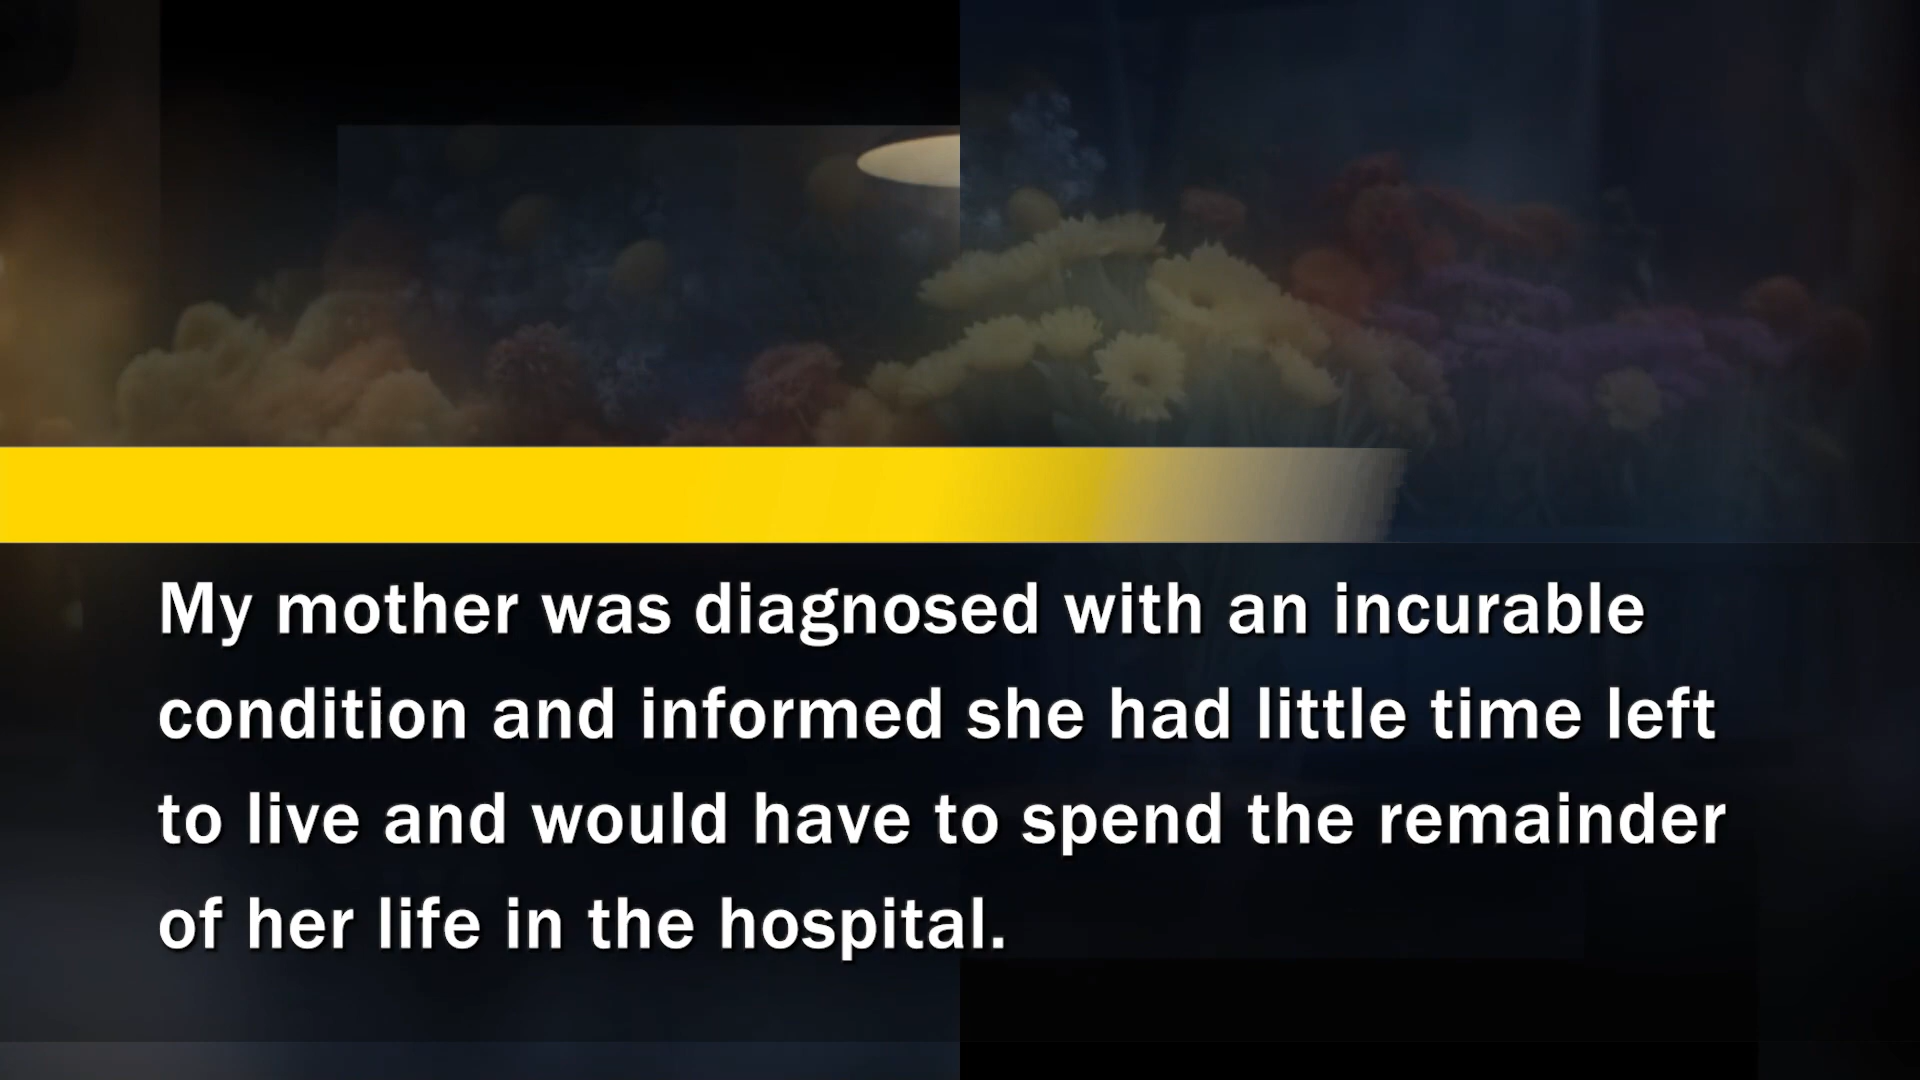 My mother was diagnosed with an incurable
condition and informed she had little time left
to live and would have to spend the remainder
of her life in the hospital.